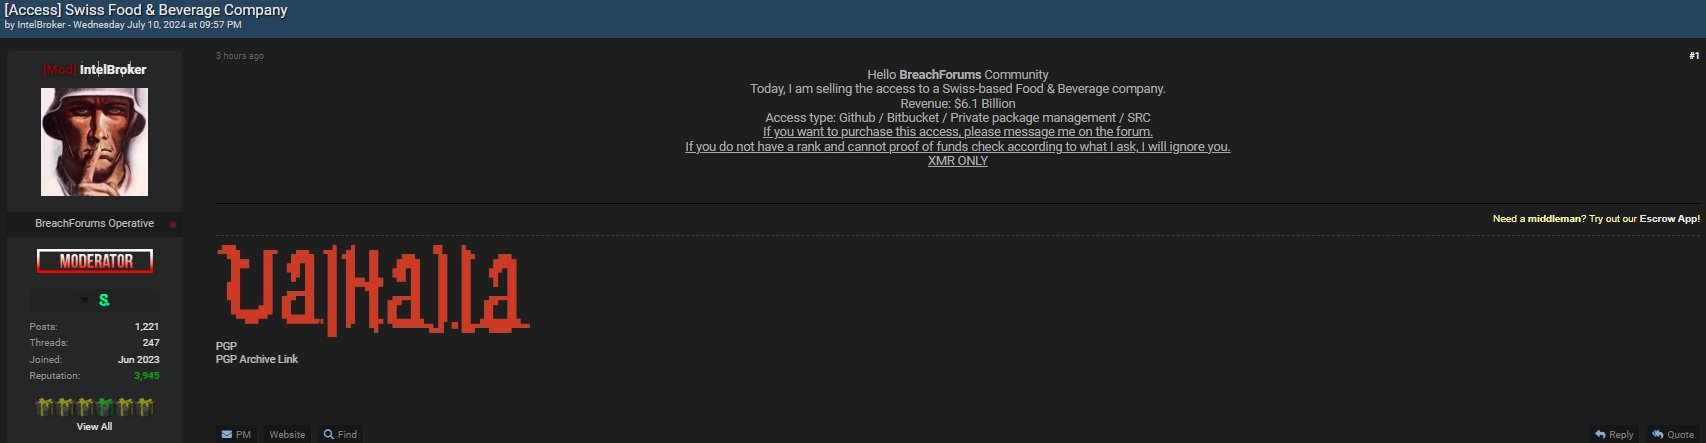 [Access] Swiss Food & Beverage Company
by IntelBroker - Wednesday July 10, 2024 at 09:57 PM
[Mod] IntelBroker
BreachForums Operative
MODERATOR
Posts: 1,221
Threads: 247
Joined: Jun 2023
Reputation: 3,945
View All
3 hours ago
#1
Hello BreachForums Community
Today, I am selling the access to a Swiss-based Food & Beverage company.
Revenue: $6.1 Billion
Access type: Github / Bitbucket / Private package management / SRC
If you want to purchase this access, please message me on the forum.
If you do not have a rank and cannot proof of funds check according to what I ask, I will ignore you.
XMR ONLY
Need a middleman? Try out our Escrow App!
Valhalla
PGP
PGP Archive Link
PM Website Find
Reply Quote